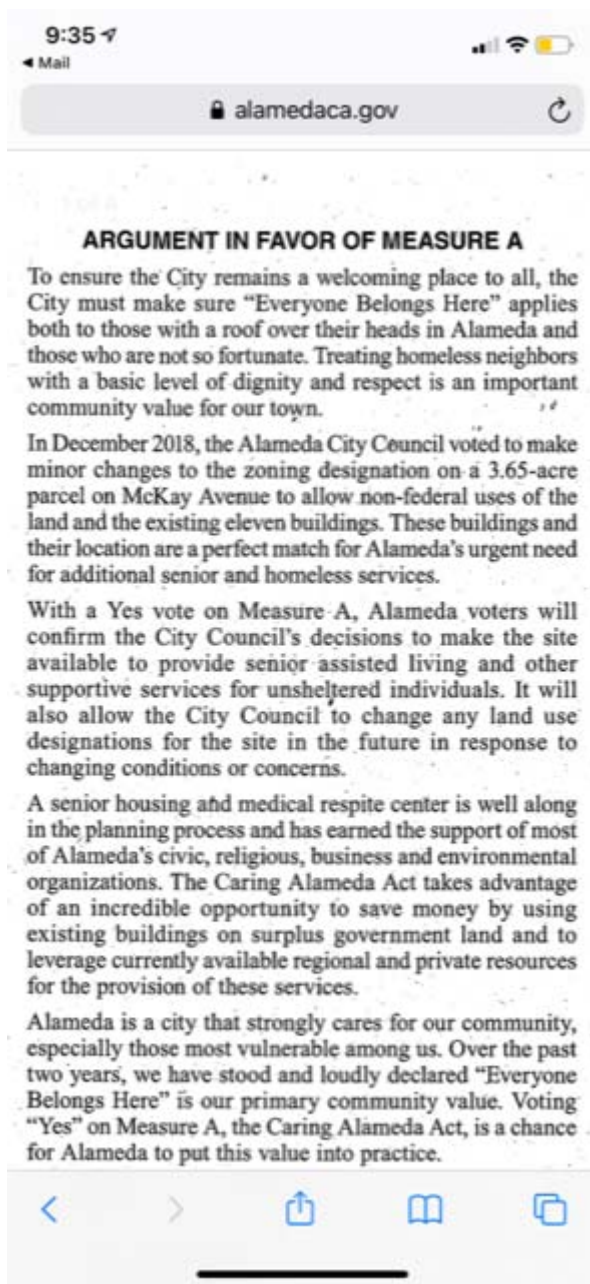 9:35
◀ Mail
alamedaca.gov
ARGUMENT IN FAVOR OF MEASURE A
To ensure the City remains a welcoming place to all, the
City must make sure “Everyone Belongs Here” applies
both to those with a roof over their heads in Alameda and
those who are not so fortunate. Treating homeless neighbors
with a basic level of dignity and respect is an important
community value for our town.
In December 2018, the Alameda City Council voted to make
minor changes to the zoning designation on a 3.65-acre
parcel on McKay Avenue to allow non-federal uses of the
land and the existing eleven buildings. These buildings and
their location are a perfect match for Alameda’s urgent need
for additional senior and homeless services.
With a Yes vote on Measure A, Alameda voters will
confirm the City Council’s decisions to make the site
available to provide senior assisted living and other
supportive services for unsheltered individuals. It will
also allow the City Council to change any land use
designations for the site in the future in response to
changing conditions or concerns.
A senior housing and medical respite center is well along
in the planning process and has earned the support of most
of Alameda’s civic, religious, business and environmental
organizations. The Caring Alameda Act takes advantage
of an incredible opportunity to save money by using
existing buildings on surplus government land and to
leverage currently available regional and private resources
for the provision of these services.
Alameda is a city that strongly cares for our community,
especially those most vulnerable among us. Over the past
two years, we have stood and loudly declared “Everyone
Belongs Here” is our primary community value. Voting
“Yes” on Measure A, the Caring Alameda Act, is a chance
for Alameda to put this value into practice.